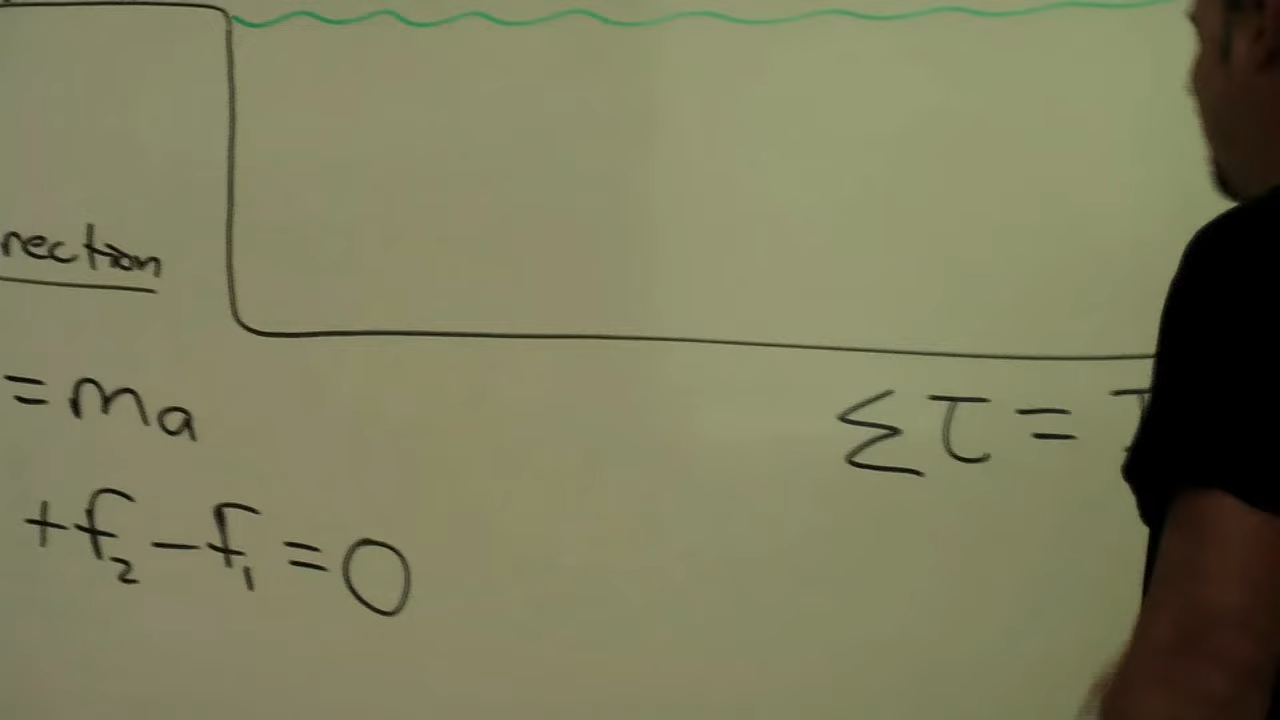 rection
= ma
+f₂ - f₁ = 0
Στ = τ